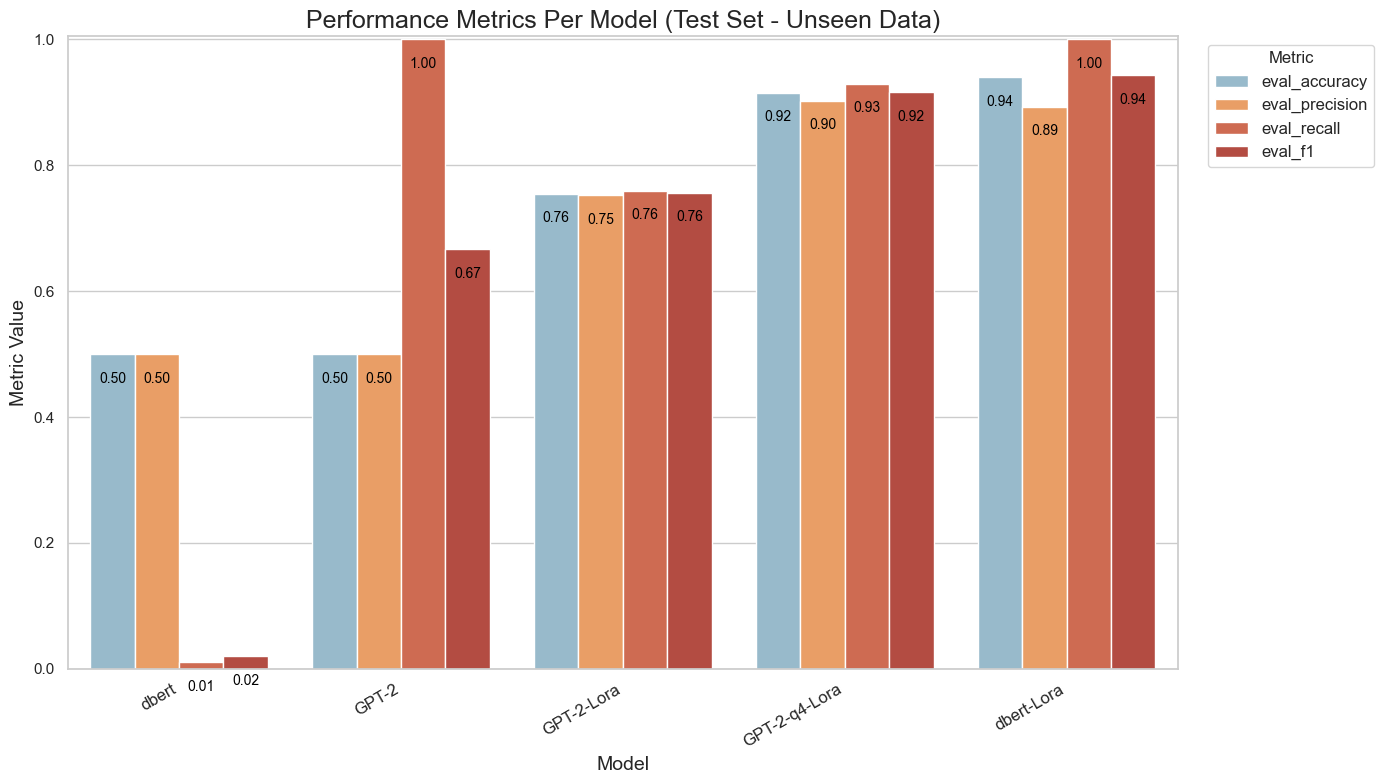 Performance Metrics Per Model (Test Set - Unseen Data)
Metric
eval_accuracy
eval_precision
eval_recall
eval_f1
Metric Value
1.0
0.8
0.6
0.4
0.2
0.0
0.50
0.50
0.01
0.02
0.50
0.50
1.00
0.67
0.76
0.75
0.76
0.76
0.92
0.90
0.93
0.92
0.94
0.89
1.00
0.94
dbert
GPT-2
GPT-2-Lora
GPT-2-q4-Lora
dbert-Lora
Model